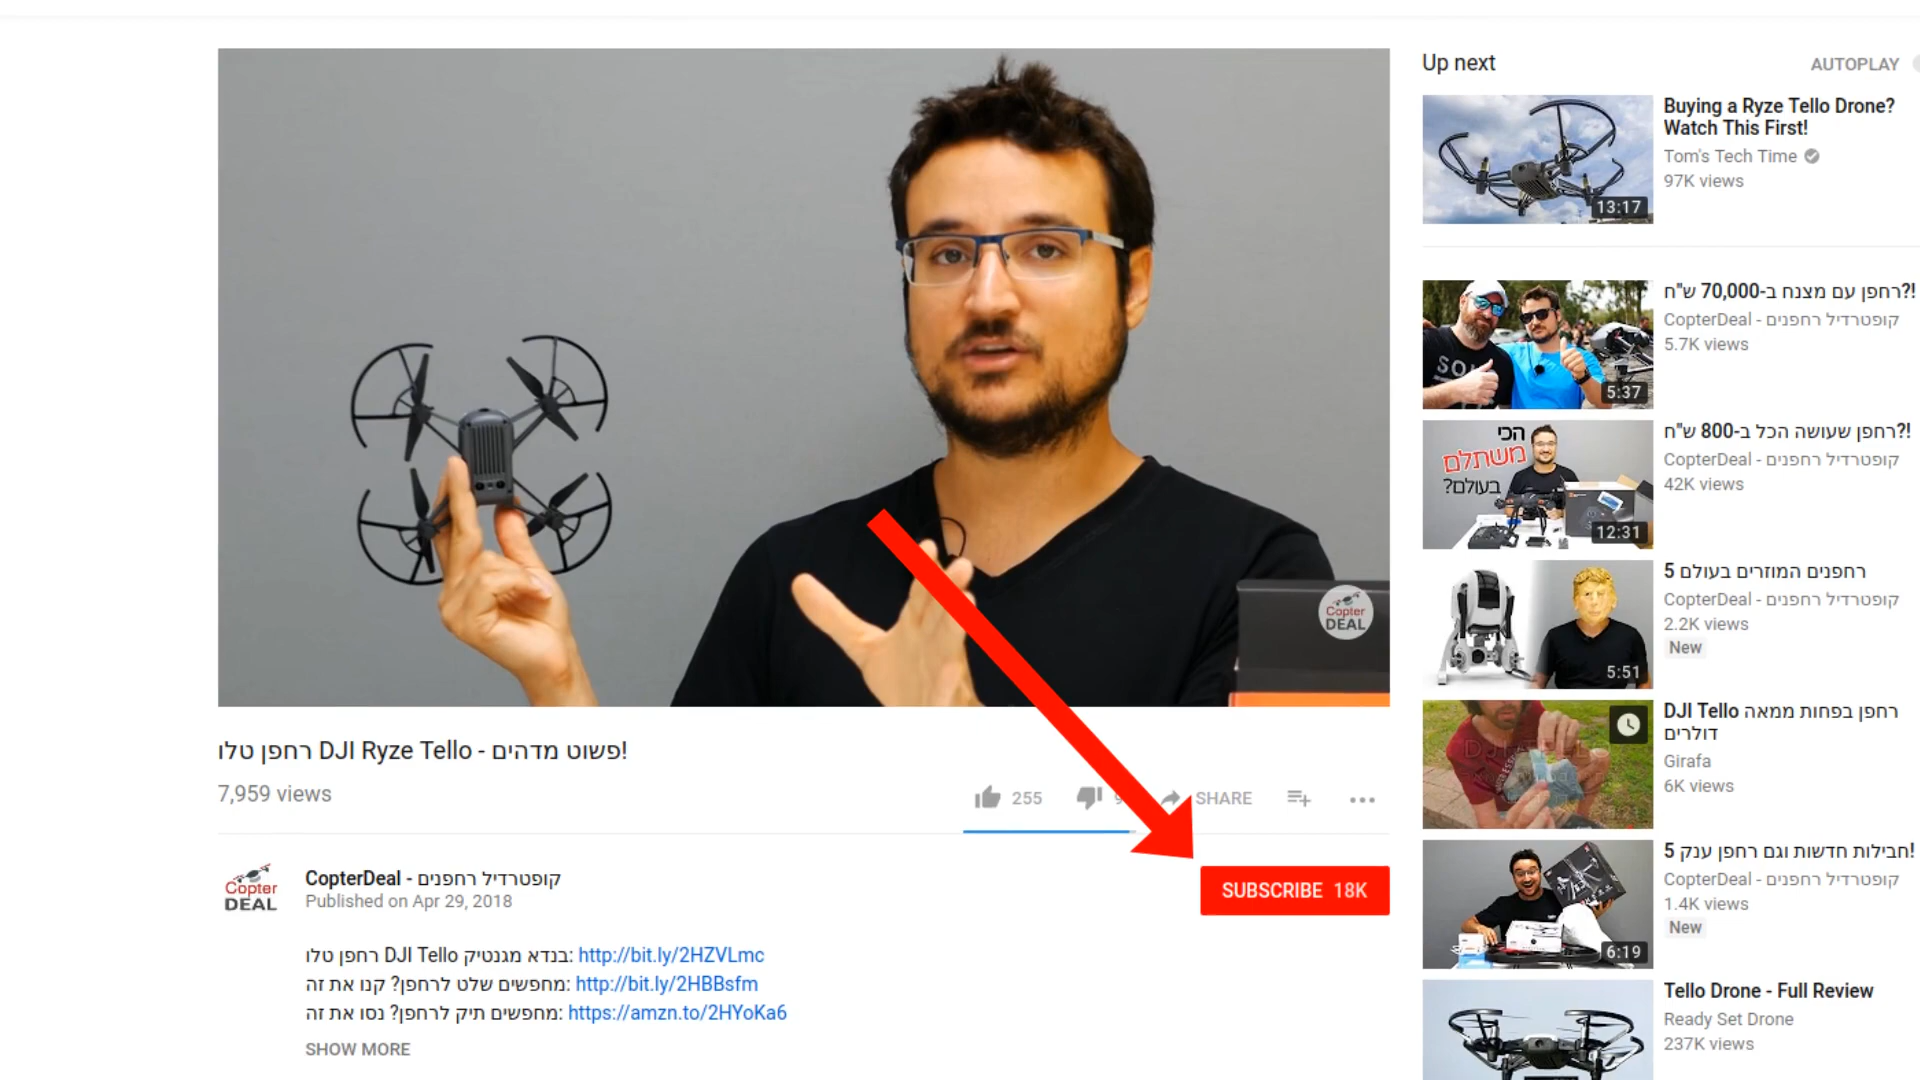 Up next
AUTOPLAY
Buying a Ryze Tello Drone?
Watch This First!
Tom's Tech Time
97K views
13:17
רחפן עם מצנח ב-70,000 ש"ח?!
CopterDeal - קופטרדיל רחפנים
5.7K views
5:37
רחפן שעושה הכל ב-800 ש"ח?!
CopterDeal - קופטרדיל רחפנים
42K views
הכי
משתלם
בעולם?
12:31
5 רחפנים המוזרים בעולם
CopterDeal - קופטרדיל רחפנים
2.2K views
New
5:51
DJI Tello רחפן בפחות ממאה
דולרים
Girafa
6K views
5 חבילות חדשות וגם רחפן ענק!
CopterDeal - קופטרדיל רחפנים
1.4K views
New
6:19
Tello Drone - Full Review
Ready Set Drone
237K views
Copter
DEAL
רחפן טלו DJI Ryze Tello - פשוט מדהים!
7,959 views
255
SHARE
Copter
DEAL
CopterDeal - קופטרדיל רחפנים
Published on Apr 29, 2018
SUBSCRIBE 18K
רחפן טלו DJI Tello בנדא מגנטיק: http://bit.ly/2HZVLmc
מחפשים שלט לרחפן? קנו את זה: http://bit.ly/2HBBsfm
מחפשים תיק לרחפן? נסו את זה: https://amzn.to/2HYoKa6
SHOW MORE